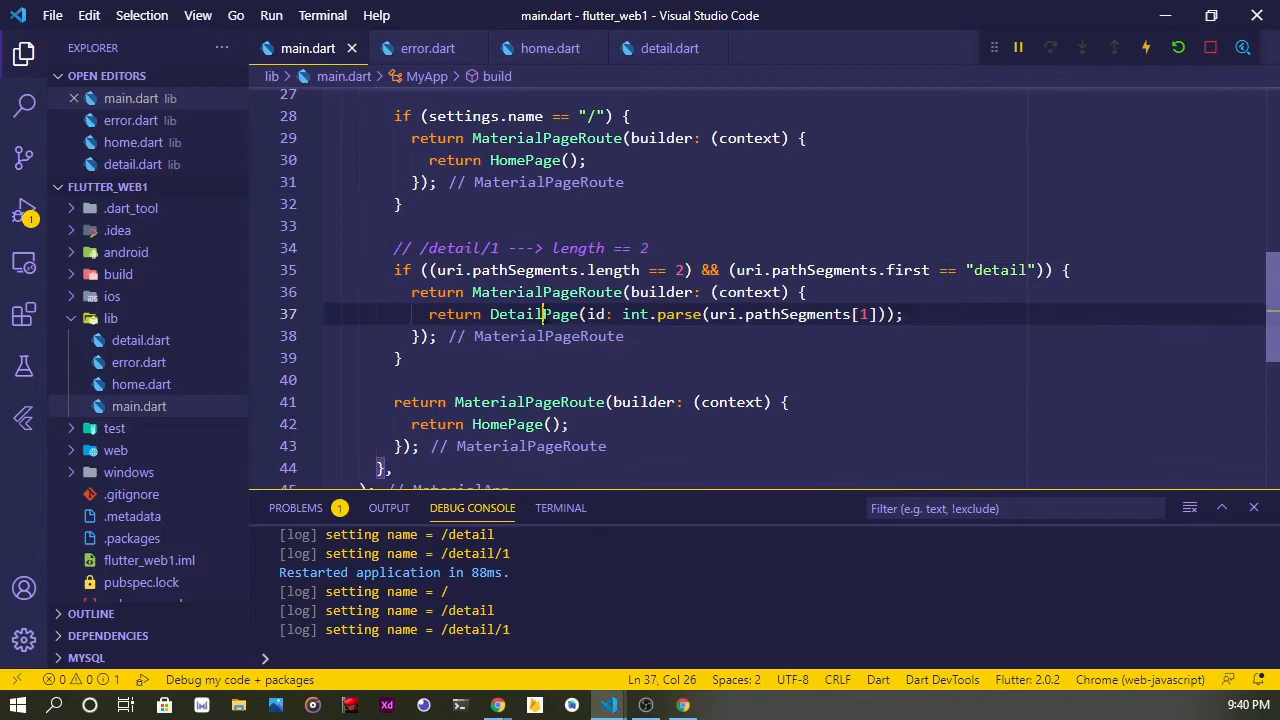 File Edit Selection View Go Run Terminal Help main.dart - flutter_web1 - Visual Studio Code
EXPLORER
OPEN EDITORS
main.dart lib
error.dart lib
home.dart lib
detail.dart lib
FLUTTER_WEB1
.dart_tool
.idea
android
build
ios
lib
detail.dart
error.dart
home.dart
main.dart
test
web
windows
.gitignore
.metadata
.packages
flutter_web1.iml
pubspec.lock
OUTLINE
DEPENDENCIES
MYSQL
1
main.dart error.dart home.dart detail.dart
lib main.dart MyApp build
27
28 if (settings.name == "/") {
29 return MaterialPageRoute(builder: (context) {
30 return HomePage();
31 }); // MaterialPageRoute
32 }
33
34 // /detail/1 ---> length == 2
35 if ((uri.pathSegments.length == 2) && (uri.pathSegments.first == "detail")) {
36 return MaterialPageRoute(builder: (context) {
37 return DetailPage(id: int.parse(uri.pathSegments[1]));
38 }); // MaterialPageRoute
39 }
40
41 return MaterialPageRoute(builder: (context) {
42 return HomePage();
43 }); // MaterialPageRoute
44 },
45 ); // MaterialApp
PROBLEMS 1 OUTPUT DEBUG CONSOLE TERMINAL Filter (e.g. text, !exclude)
[log] setting name = /detail
[log] setting name = /detail/1
Restarted application in 88ms.
[log] setting name = /
[log] setting name = /detail
[log] setting name = /detail/1
0 0 1 Debug my code + packages Ln 37, Col 26 Spaces: 2 UTF-8 CRLF Dart Dart DevTools Flutter: 2.0.2 Chrome (web-javascript)
Xd 9:40 PM